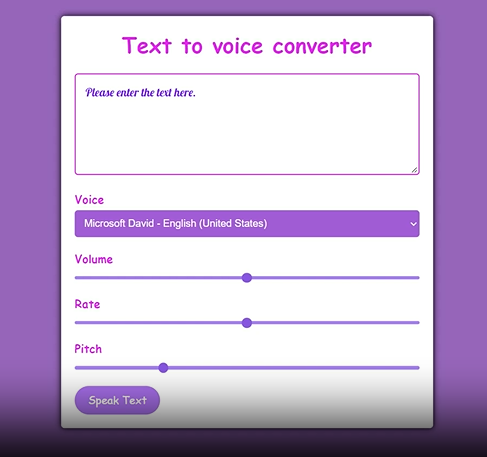 Text to voice converter
Please enter the text here.
Voice
Microsoft David - English (United States)
Volume
Rate
Pitch
Speak Text